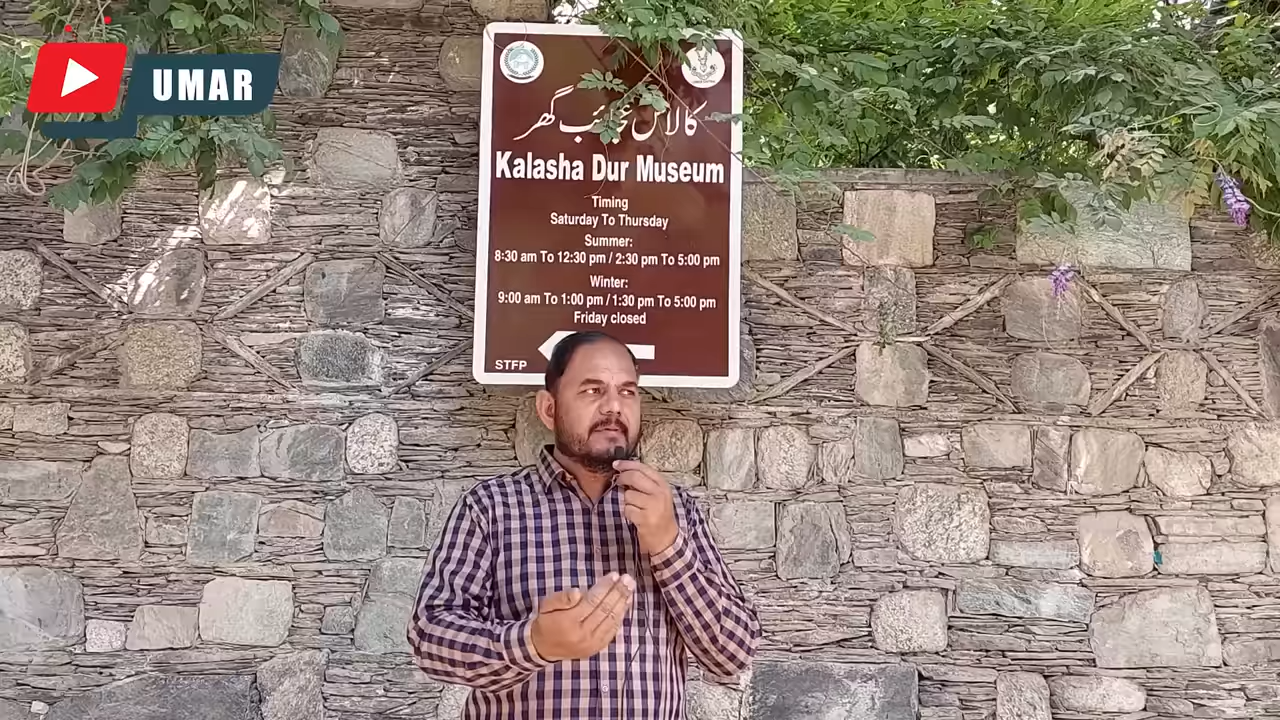 UMAR
کالاش عجائب گھر
Kalasha Dur Museum
Timing
Saturday To Thursday
Summer:
8:30 am To 12:30 pm / 2:30 pm To 5:00 pm
Winter:
9:00 am To 1:00 pm / 1:30 pm To 5:00 pm
Friday closed
STFP